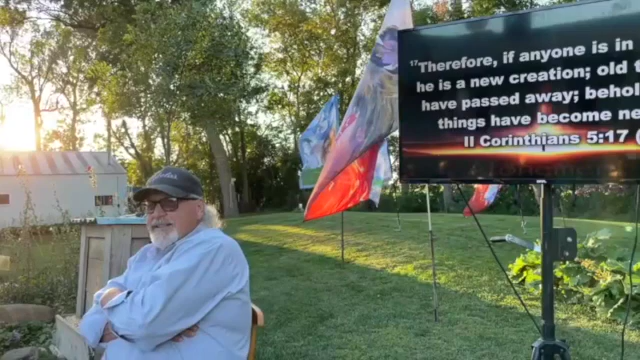 17Therefore, if anyone is in
he is a new creation; old t
have passed away; behol
things have become ne
II Corinthians 5:17 (